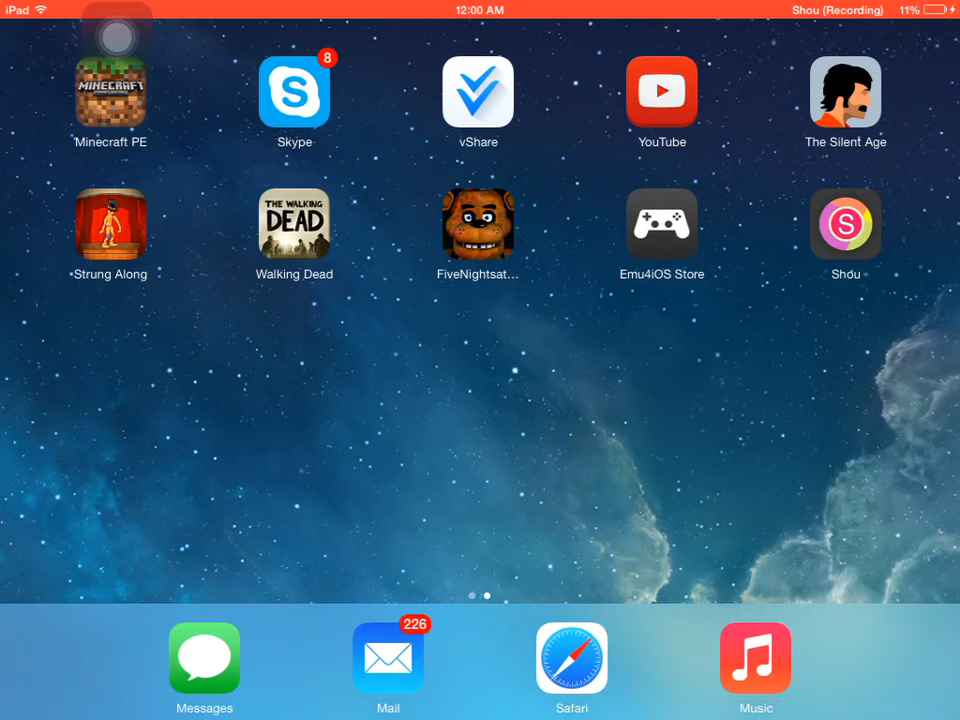 iPad 12:00 AM Shou (Recording) 11%
MINECRAFT
8
Minecraft PE Skype vShare YouTube The Silent Age
THE WALKING
DEAD
Strung Along Walking Dead FiveNightsat... Emu4iOS Store Shou
226
Messages Mail Safari Music